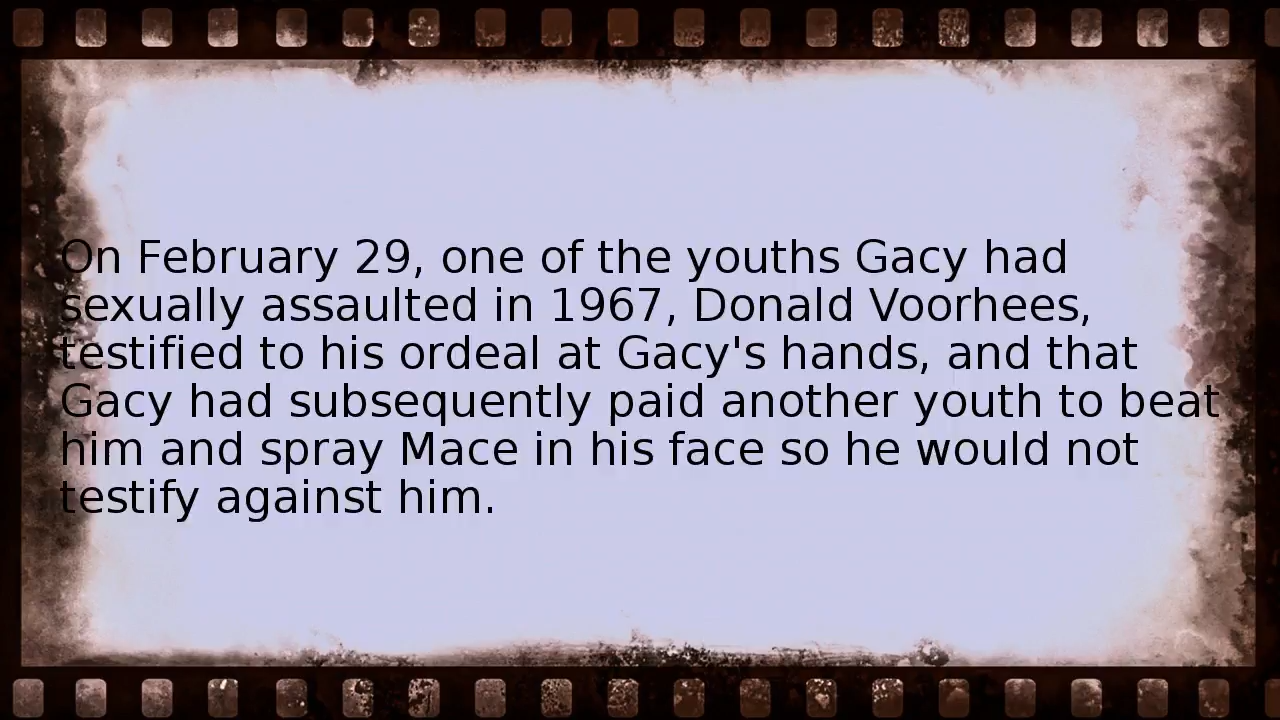 On February 29, one of the youths Gacy had
sexually assaulted in 1967, Donald Voorhees,
testified to his ordeal at Gacy's hands, and that
Gacy had subsequently paid another youth to beat
him and spray Mace in his face so he would not
testify against him.